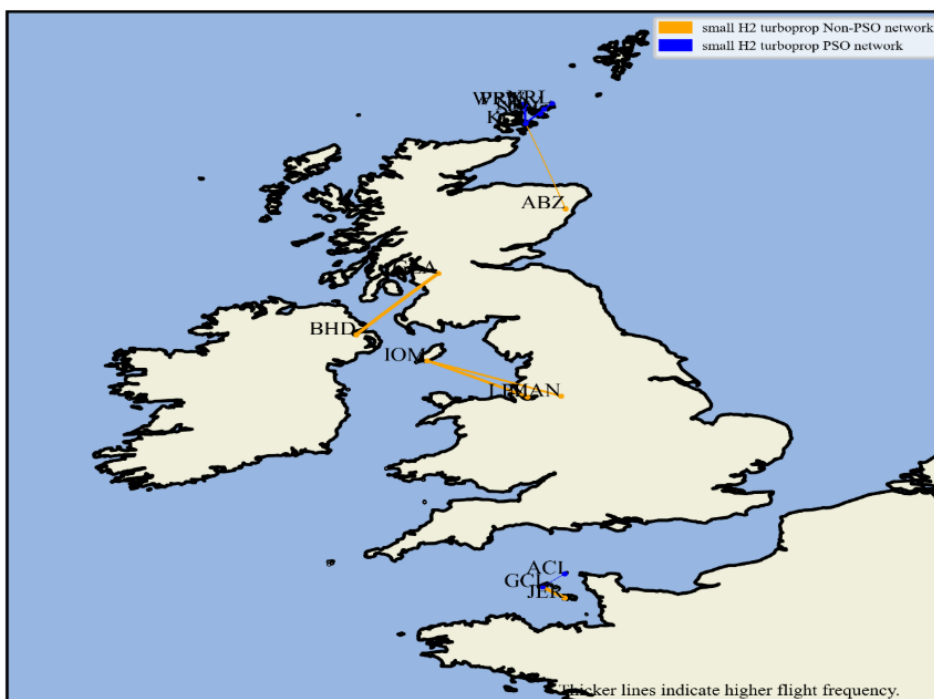 small H2 turboprop Non-PSO network
small H2 turboprop PSO network
ABZ
BHD
IOM
MAN
ACI
GCI
JER
Thicker lines indicate higher flight frequency.